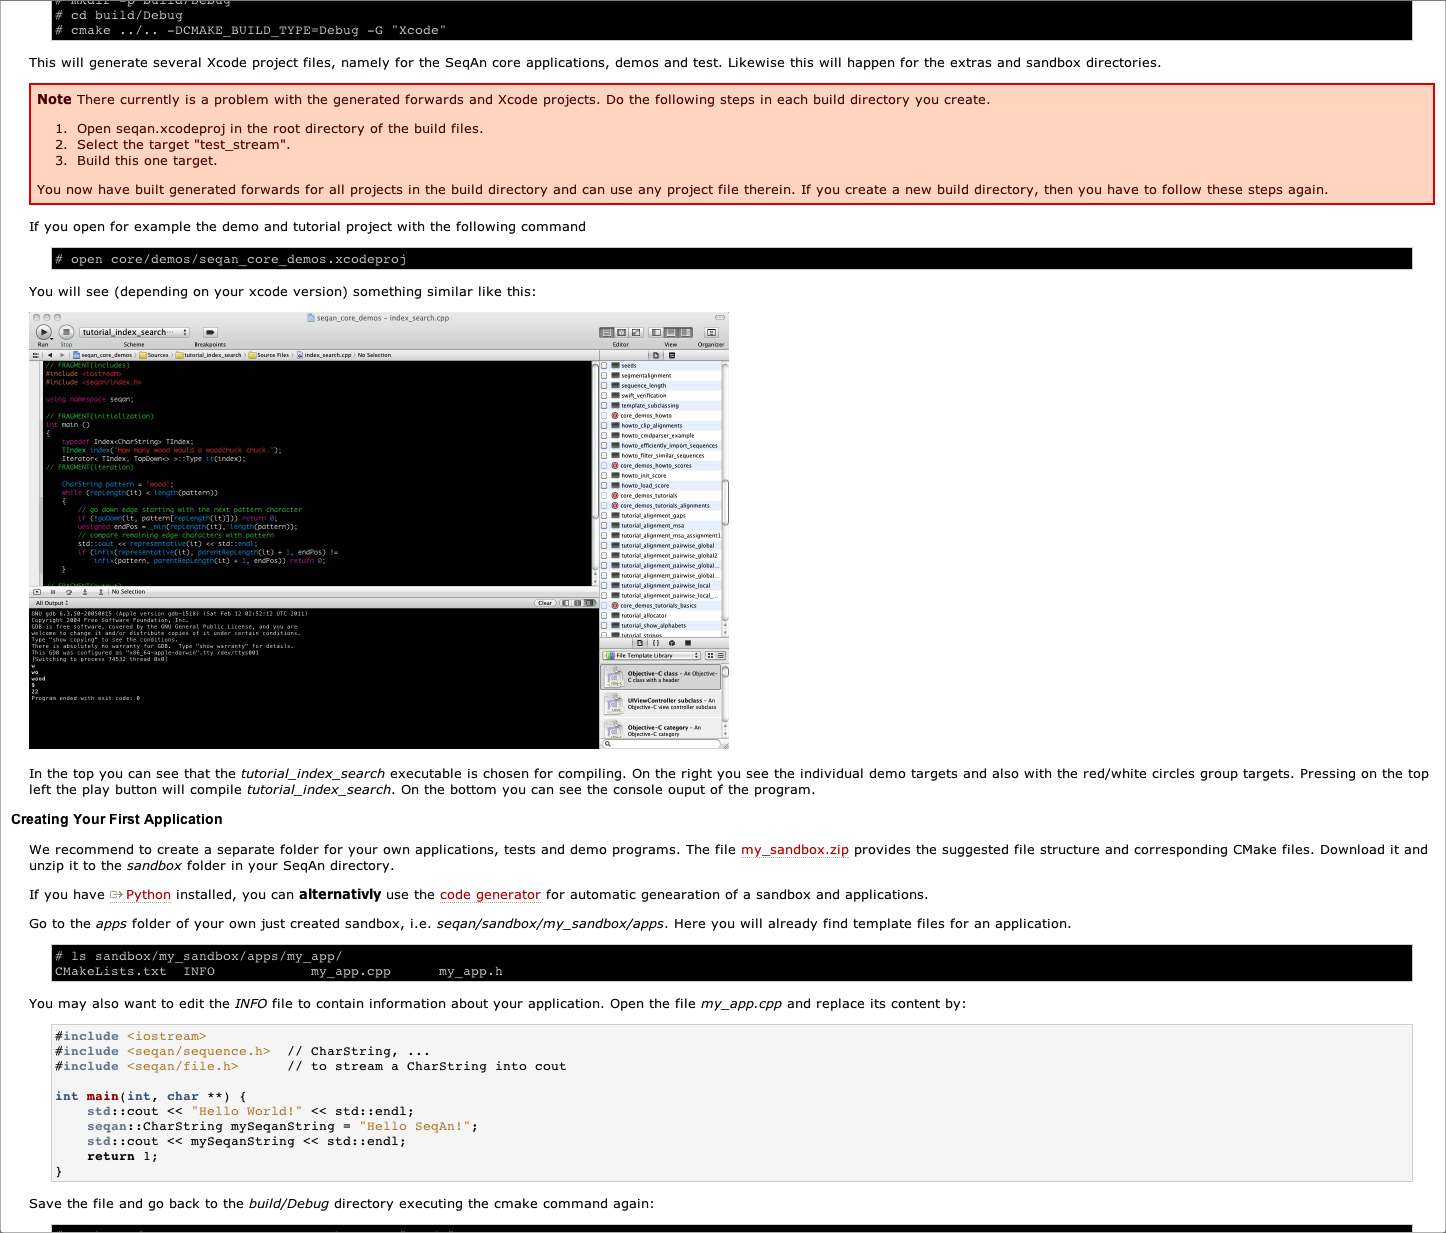 # mkdir -p build/Debug
# cd build/Debug
# cmake ../.. -DCMAKE_BUILD_TYPE=Debug -G "Xcode"
This will generate several Xcode project files, namely for the SeqAn core applications, demos and test. Likewise this will happen for the extras and sandbox directories.
Note There currently is a problem with the generated forwards and Xcode projects. Do the following steps in each build directory you create.
1. Open seqan.xcodeproj in the root directory of the build files.
2. Select the target "test_stream".
3. Build this one target.
You now have built generated forwards for all projects in the build directory and can use any project file therein. If you create a new build directory, then you have to follow these steps again.
If you open for example the demo and tutorial project with the following command
# open core/demos/seqan_core_demos.xcodeproj
You will see (depending on your xcode version) something similar like this:
seqan_core_demos - index_search.cpp
tutorial_index_search...
Run Stop Scheme Breakpoints Editor View Organizer
seqan_core_demos Sources tutorial_index_search Source Files index_search.cpp No Selection
// FRAGMENT(includes)
#include <iostream>
#include <seqan/index.h>
using namespace seqan;
// FRAGMENT(initialization)
int main ()
{
typedef Index<CharString> TIndex;
TIndex index("How many wood would a woodchuck chuck.");
Iterator< TIndex, TopDown<> >::Type it(index);
// FRAGMENT(iteration)
CharString pattern = "wood";
while (repLength(it) < length(pattern))
{
// go down edge starting with the next pattern character
if (!goDown(it, pattern[repLength(it)])) return 0;
unsigned endPos = _min(repLength(it), length(pattern));
// compare remaining edge characters with pattern
std::cout << representative(it) << std::endl;
if (infix(representative(it), parentRepLength(it) + 1, endPos) !=
infix(pattern, parentRepLength(it) + 1, endPos)) return 0;
}
// FRAGMENT(output)
seeds
segmentalignment
sequence_length
swift_verification
template_subclassing
core_demos_howto
howto_clip_alignments
howto_cmdparser_example
howto_efficiently_import_sequences
howto_filter_similar_sequences
core_demos_howto_scores
howto_init_score
howto_load_score
core_demos_tutorials
core_demos_tutorials_alignments
tutorial_alignment_gaps
tutorial_alignment_msa
tutorial_alignment_msa_assignment1
tutorial_alignment_pairwise_global
tutorial_alignment_pairwise_global2
tutorial_alignment_pairwise_global...
tutorial_alignment_pairwise_global...
tutorial_alignment_pairwise_local
tutorial_alignment_pairwise_local_...
core_demos_tutorials_basics
tutorial_allocator
tutorial_show_alphabets
tutorial_strings
No Selection
All Output Clear
GNU gdb 6.3.50-20050815 (Apple version gdb-1518) (Sat Feb 12 02:52:12 UTC 2011)
Copyright 2004 Free Software Foundation, Inc.
GDB is free software, covered by the GNU General Public License, and you are
welcome to change it and/or distribute copies of it under certain conditions.
Type "show copying" to see the conditions.
There is absolutely no warranty for GDB. Type "show warranty" for details.
This GDB was configured as "x86_64-apple-darwin".tty /dev/ttys001
[Switching to process 74532 thread 0x0]
w
wo
wood
9
22
Program ended with exit code: 0
File Template Library
Objective-C class - An Objective-
C class with a header
UIViewController subclass - An
Objective-C view controller subclass
Objective-C category - An
Objective-C category
In the top you can see that the tutorial_index_search executable is chosen for compiling. On the right you see the individual demo targets and also with the red/white circles group targets. Pressing on the top
left the play button will compile tutorial_index_search. On the bottom you can see the console ouput of the program.
Creating Your First Application
We recommend to create a separate folder for your own applications, tests and demo programs. The file my_sandbox.zip provides the suggested file structure and corresponding CMake files. Download it and
unzip it to the sandbox folder in your SeqAn directory.
If you have Python installed, you can alternativly use the code generator for automatic genearation of a sandbox and applications.
Go to the apps folder of your own just created sandbox, i.e. seqan/sandbox/my_sandbox/apps. Here you will already find template files for an application.
# ls sandbox/my_sandbox/apps/my_app/
CMakeLists.txt INFO my_app.cpp my_app.h
You may also want to edit the INFO file to contain information about your application. Open the file my_app.cpp and replace its content by:
#include <iostream>
#include <seqan/sequence.h> // CharString, ...
#include <seqan/file.h> // to stream a CharString into cout
int main(int, char **) {
std::cout << "Hello World!" << std::endl;
seqan::CharString mySeqanString = "Hello SeqAn!";
std::cout << mySeqanString << std::endl;
return 1;
}
Save the file and go back to the build/Debug directory executing the cmake command again: